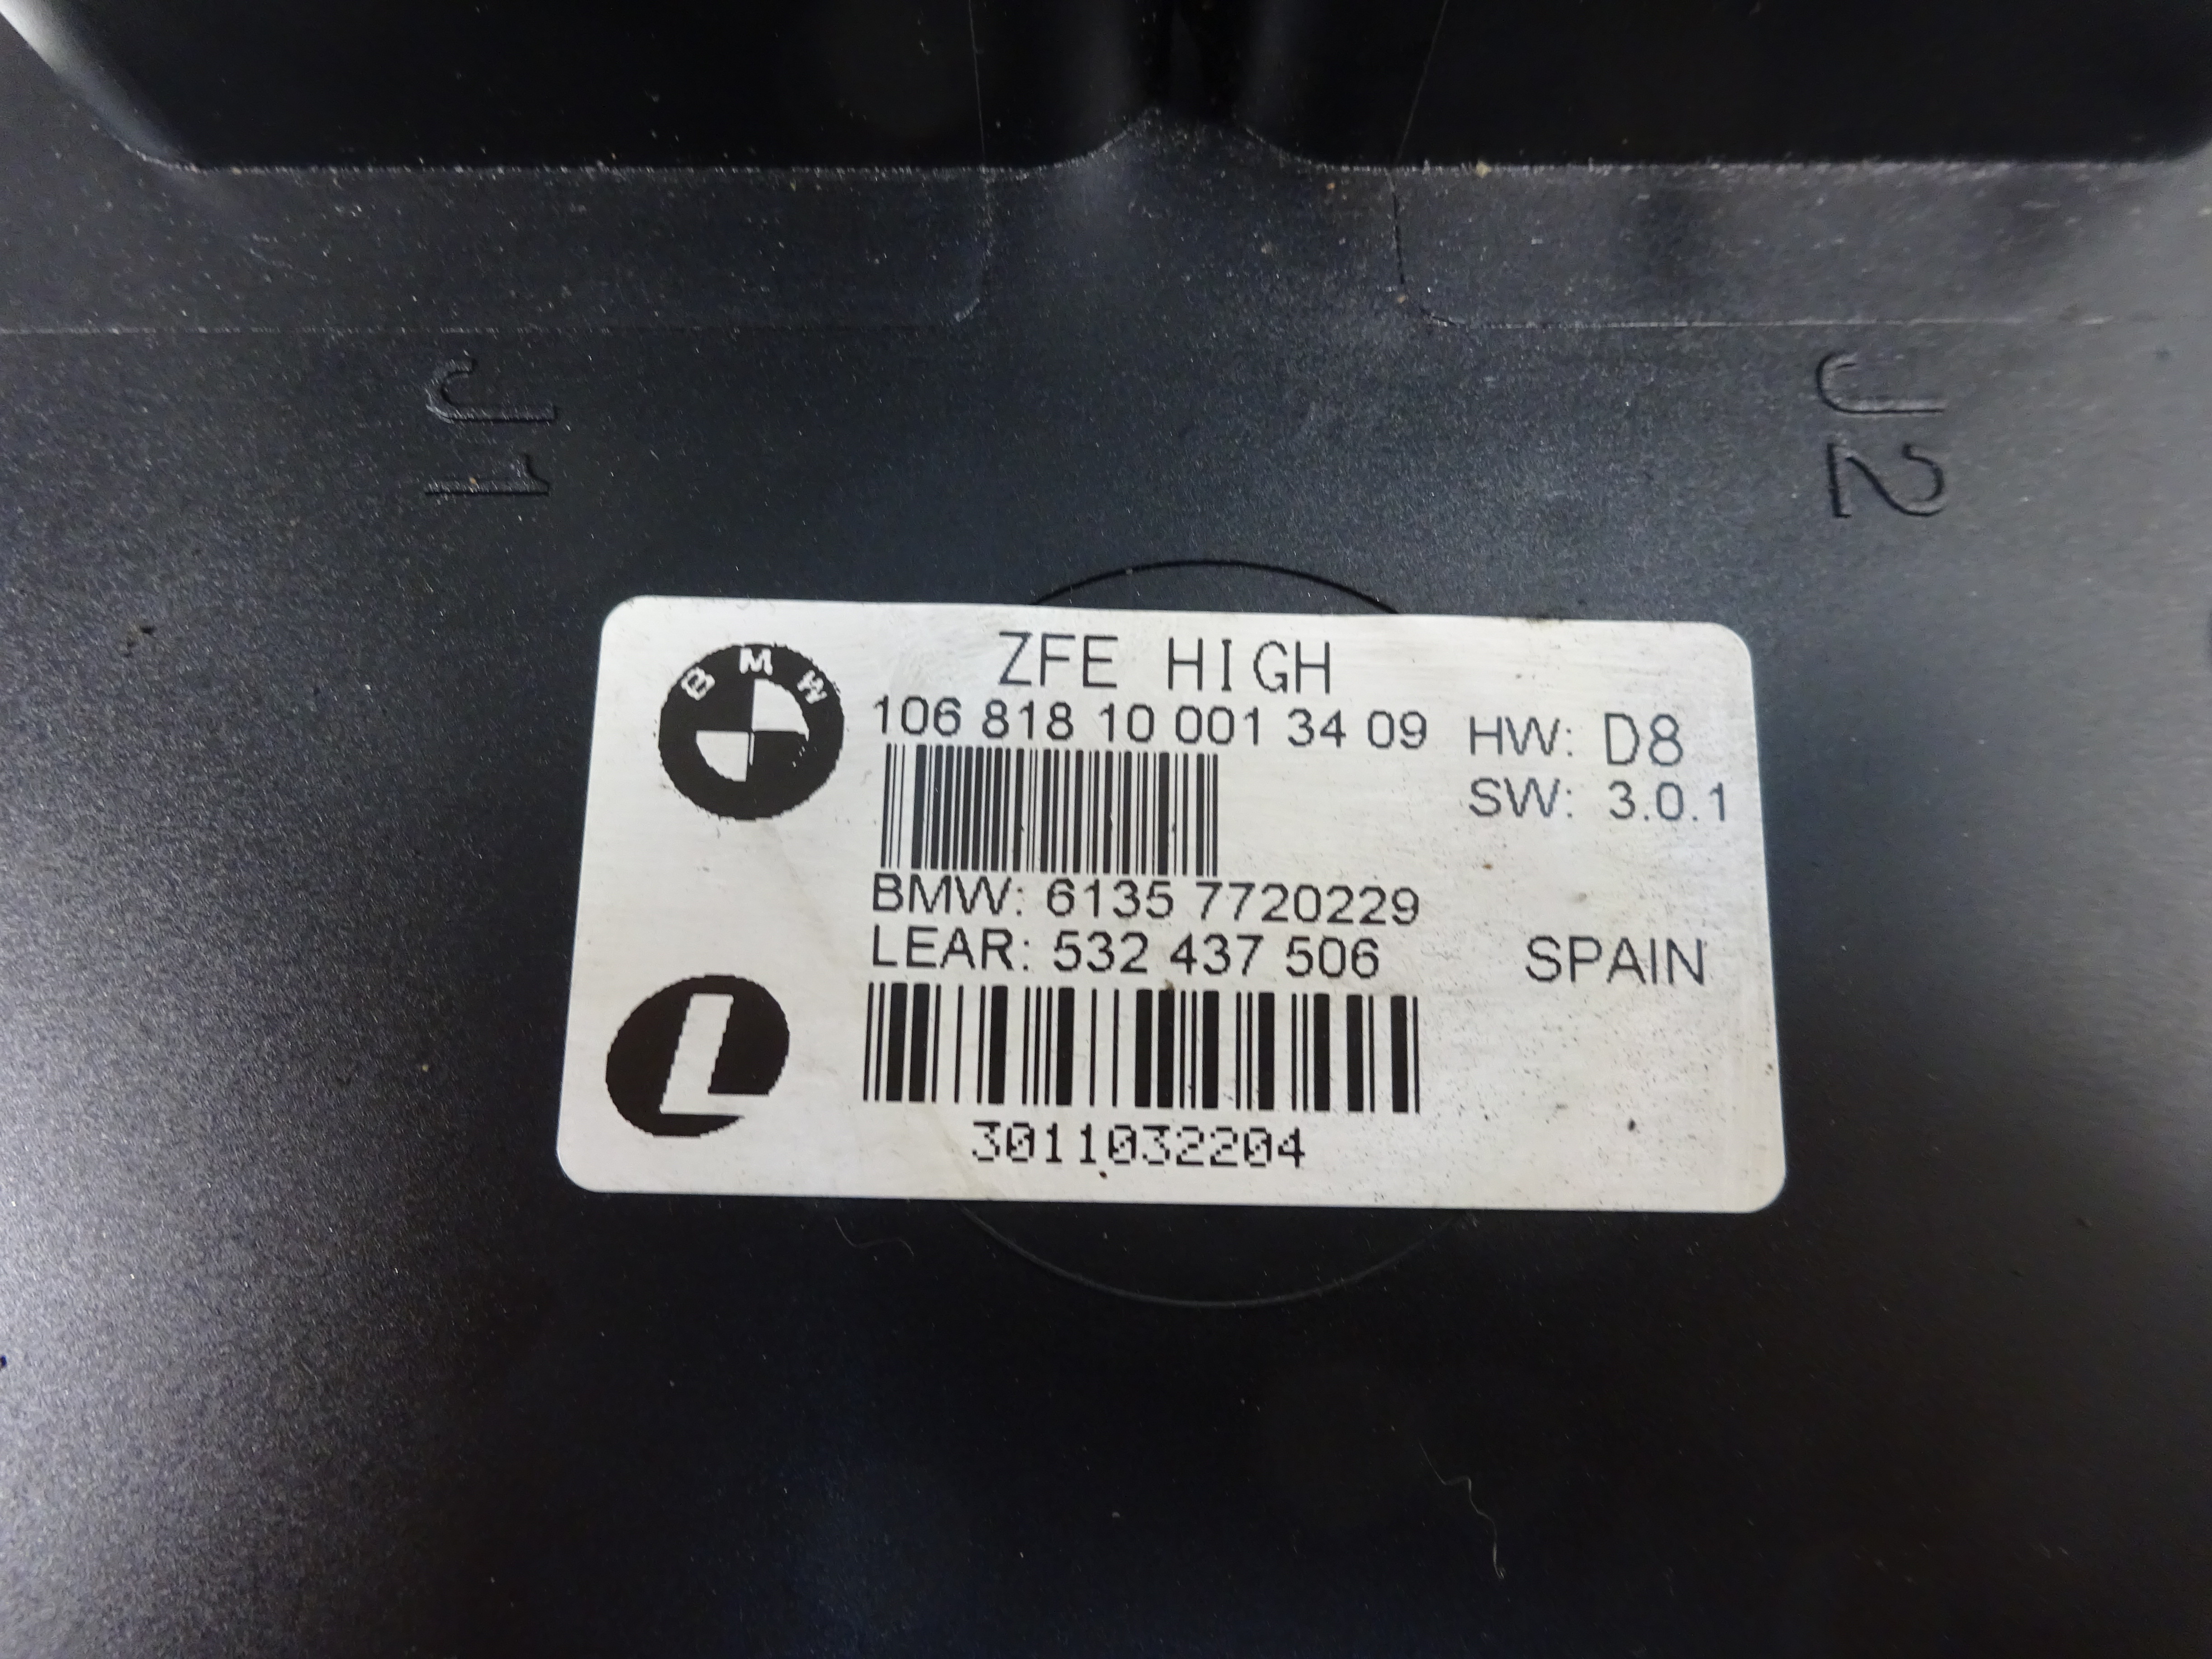 J1
J2
BMW
ZFE HIGH
106 818 10 001 34 09
HW: D8
SW: 3.0.1
BMW: 6135 7720229
LEAR: 532 437 506
SPAIN
L
3011032204